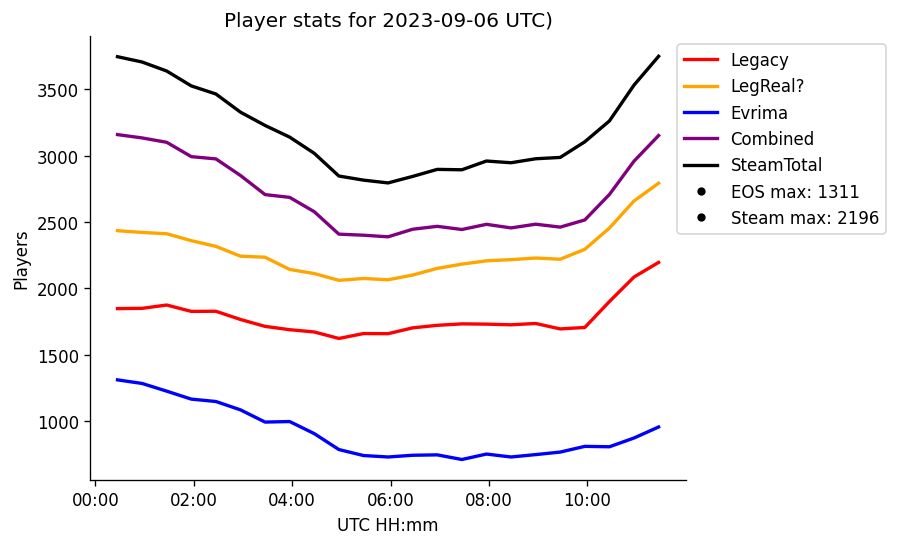 Player stats for 2023-09-06 UTC)
Players
3500
3000
2500
2000
1500
1000
00:00 02:00 04:00 06:00 08:00 10:00
UTC HH:mm
Legacy
LegReal?
Evrima
Combined
SteamTotal
EOS max: 1311
Steam max: 2196